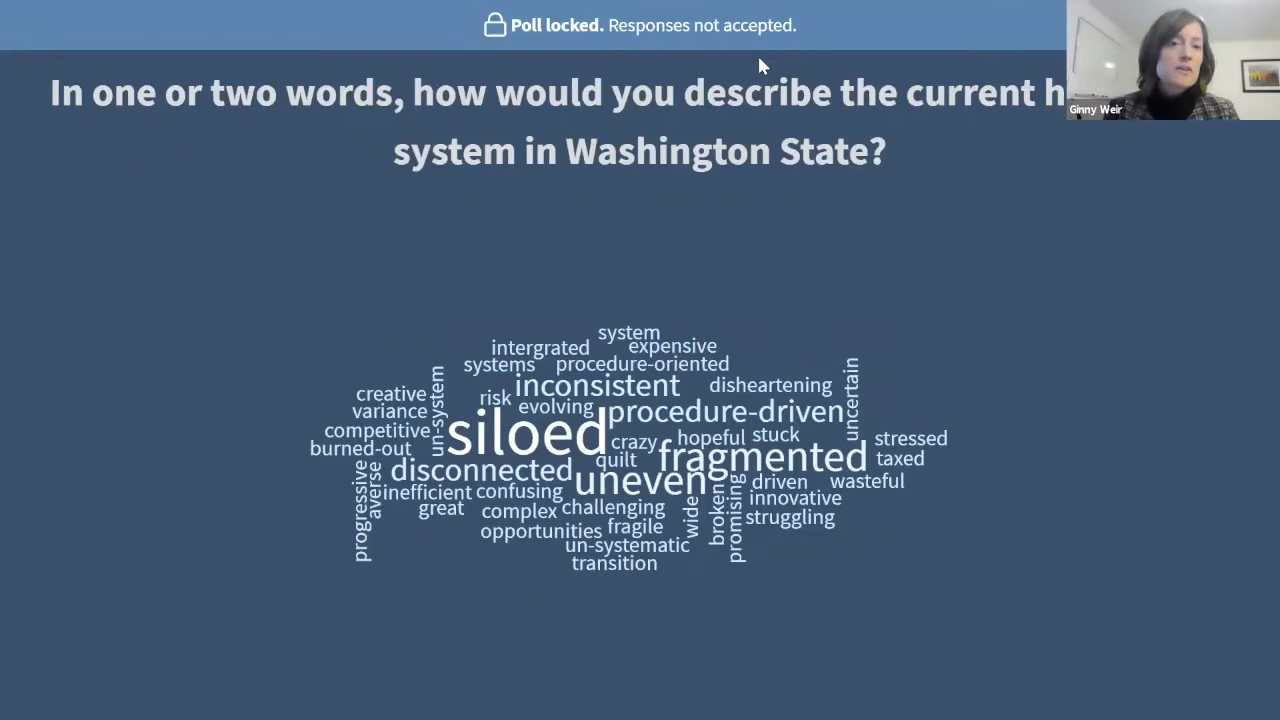 Poll locked. Responses not accepted.
Ginny Weir
In one or two words, how would you describe the current h
system in Washington State?
system
intergrated
expensive
systems
procedure-oriented
inconsistent
disheartening
uncertain
creative
un-system
risk
evolving
procedure-driven
variance
siloed
competitive
crazy
hopeful
stuck
stressed
burned-out
quilt
fragmented
taxed
disconnected
uneven
driven
wasteful
progressive
averse
inefficient
confusing
wide
broken
promising
innovative
great
complex
challenging
struggling
opportunities
fragile
un-systematic
transition